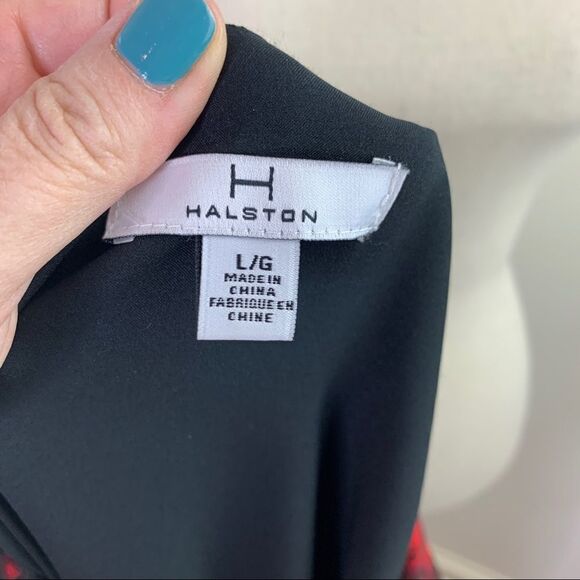 H
HALSTON
L/G
MADE IN
CHINA
FABRIQUE EN
CHINE